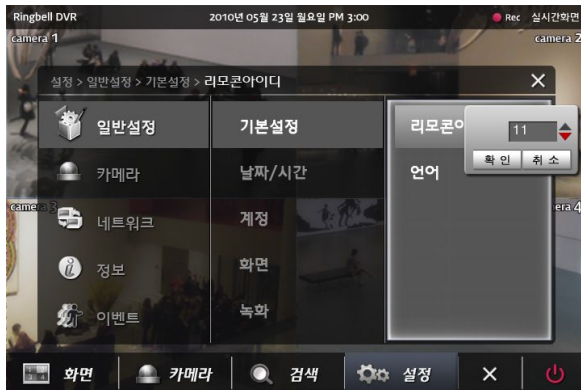 Ringbell DVR
2010년 05월 23일 월요일 PM 3:00
Rec 실시간화면
camera 1
camera 2
설정 > 일반설정 > 기본설정 > 리모콘아이디
일반설정
기본설정
리모콘아
11
확 인
취 소
카메라
날짜/시간
언어
camera 3
era 4
네트워크
계정
정보
화면
이벤트
녹화
화면
카메라
검색
설정